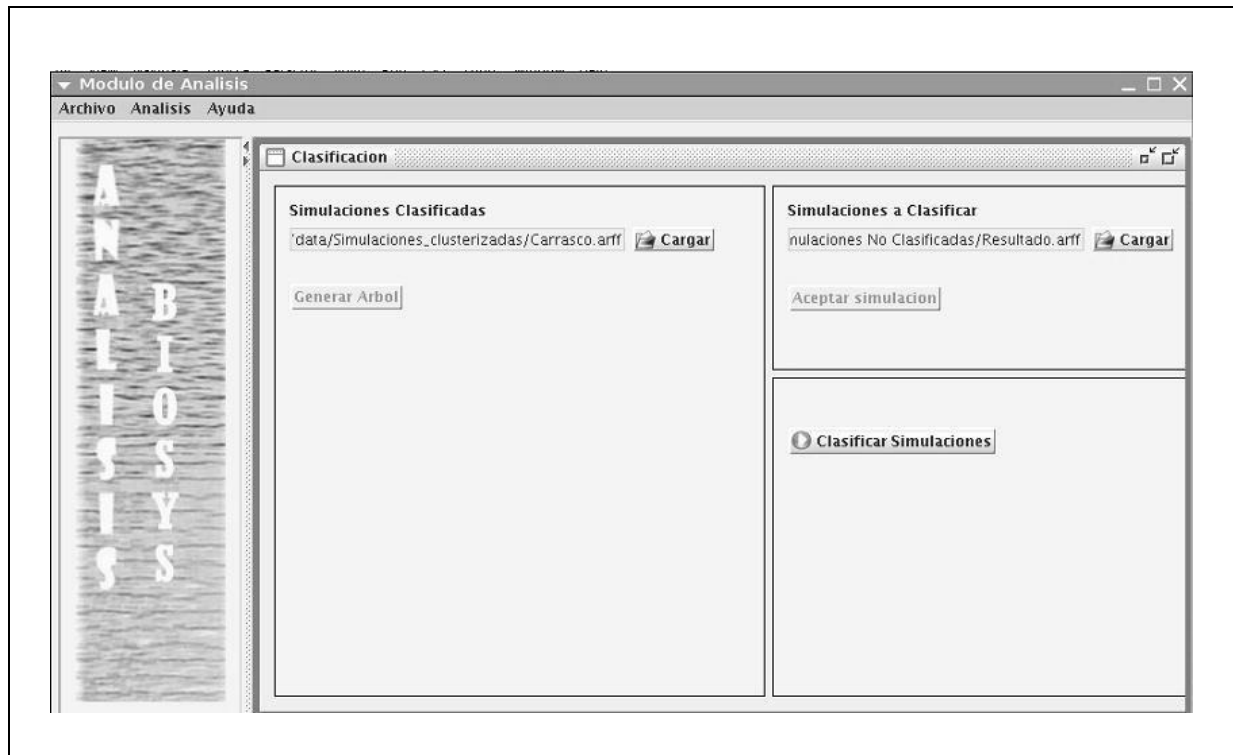 Modulo de Analisis
Archivo Analisis Ayuda
ANALISIS
BIOSYS
Clasificacion
Simulaciones Clasificadas
'data/Simulaciones_clusterizadas/Carrasco.arff Cargar
Generar Arbol
Simulaciones a Clasificar
nulaciones No Clasificadas/Resultado.arff Cargar
Aceptar simulacion
Clasificar Simulaciones